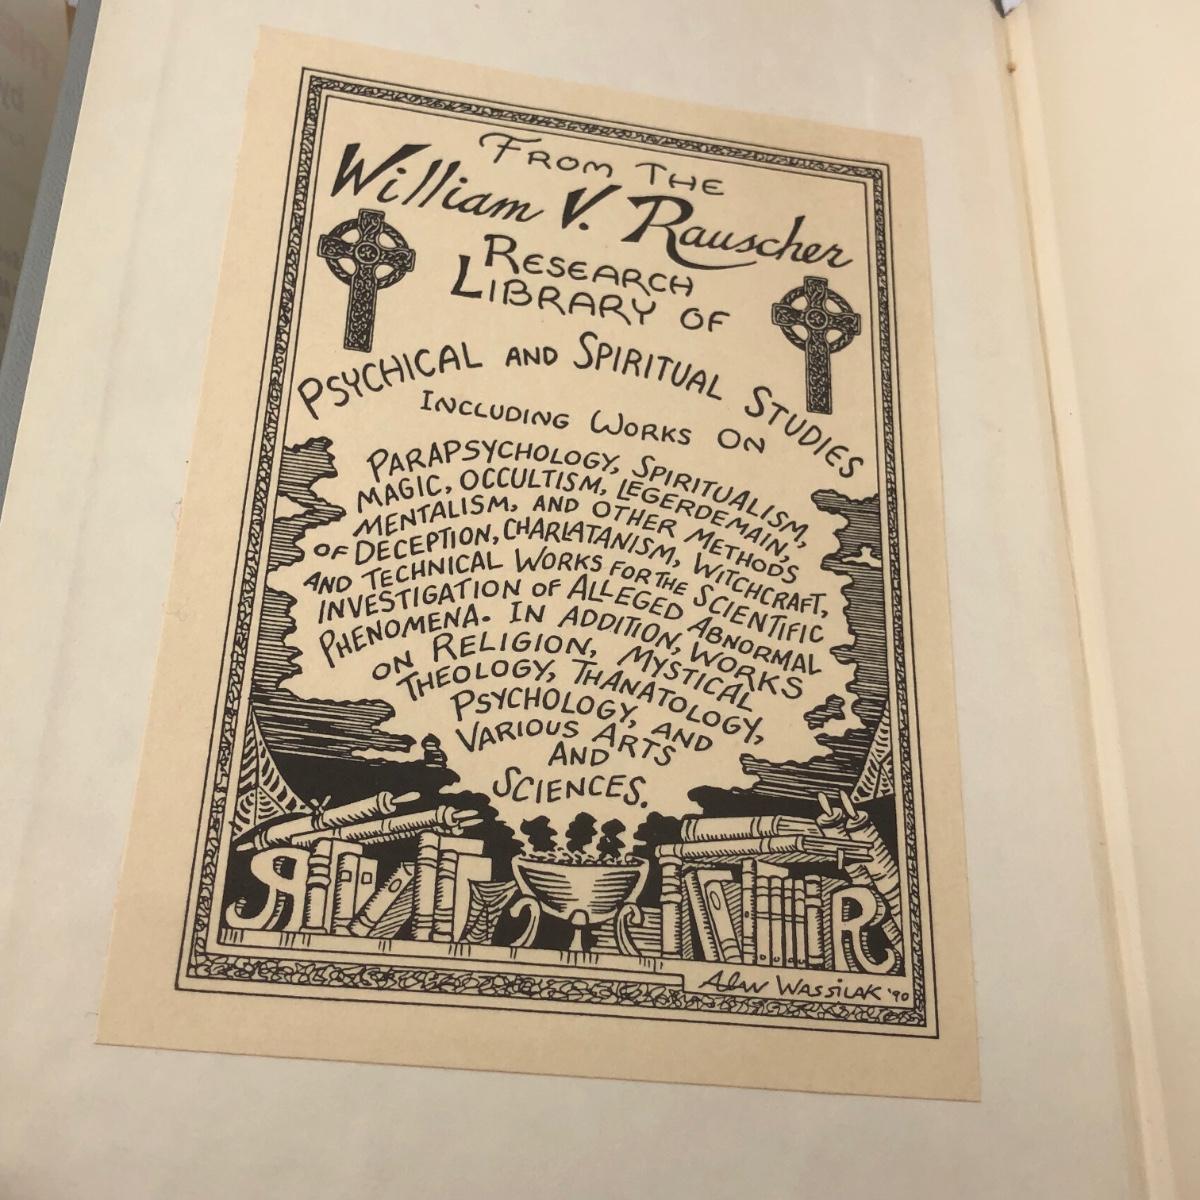 FROM THE
William V. Rauscher
RESEARCH
LIBRARY OF
PSYCHICAL AND SPIRITUAL STUDIES
INCLUDING WORKS ON
PARAPSYCHOLOGY, SPIRITUALISM,
MAGIC, OCCULTISM, LEGERDEMAIN,
MENTALISM, AND OTHER METHODS
OF DECEPTION, CHARLATANISM, WITCHCRAFT,
AND TECHNICAL WORKS FOR THE SCIENTIFIC
INVESTIGATION OF ALLEGED ABNORMAL
PHENOMENA. IN ADDITION, WORKS
ON RELIGION, MYSTICAL
THEOLOGY, THANATOLOGY,
PSYCHOLOGY, AND
VARIOUS ARTS
AND
SCIENCES.
R
R
ALAN WASSILAK '90